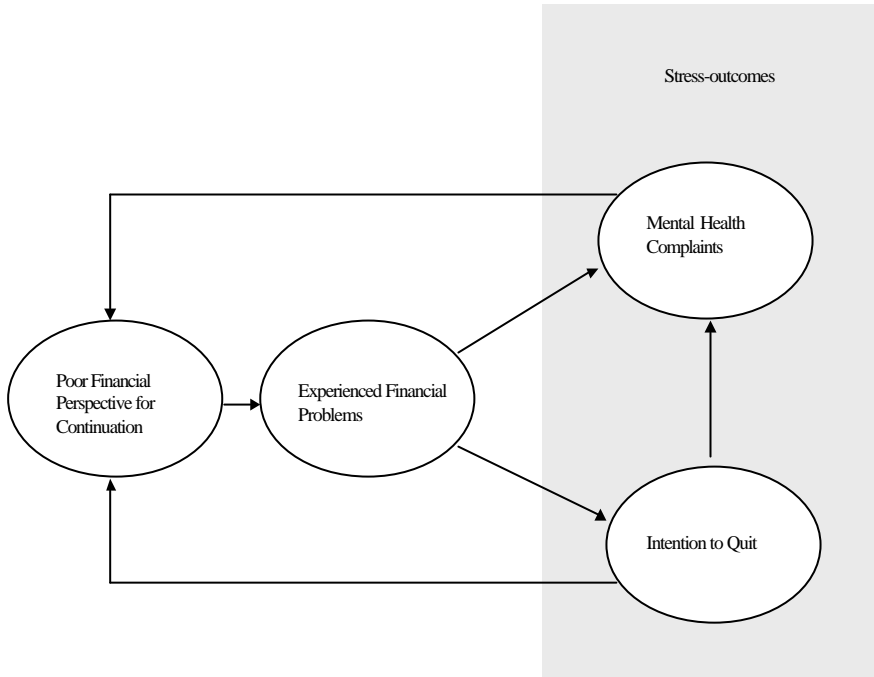 Stress-outcomes
Mental Health
Complaints
Poor Financial
Perspective for
Continuation
Experienced Financial
Problems
Intention to Quit